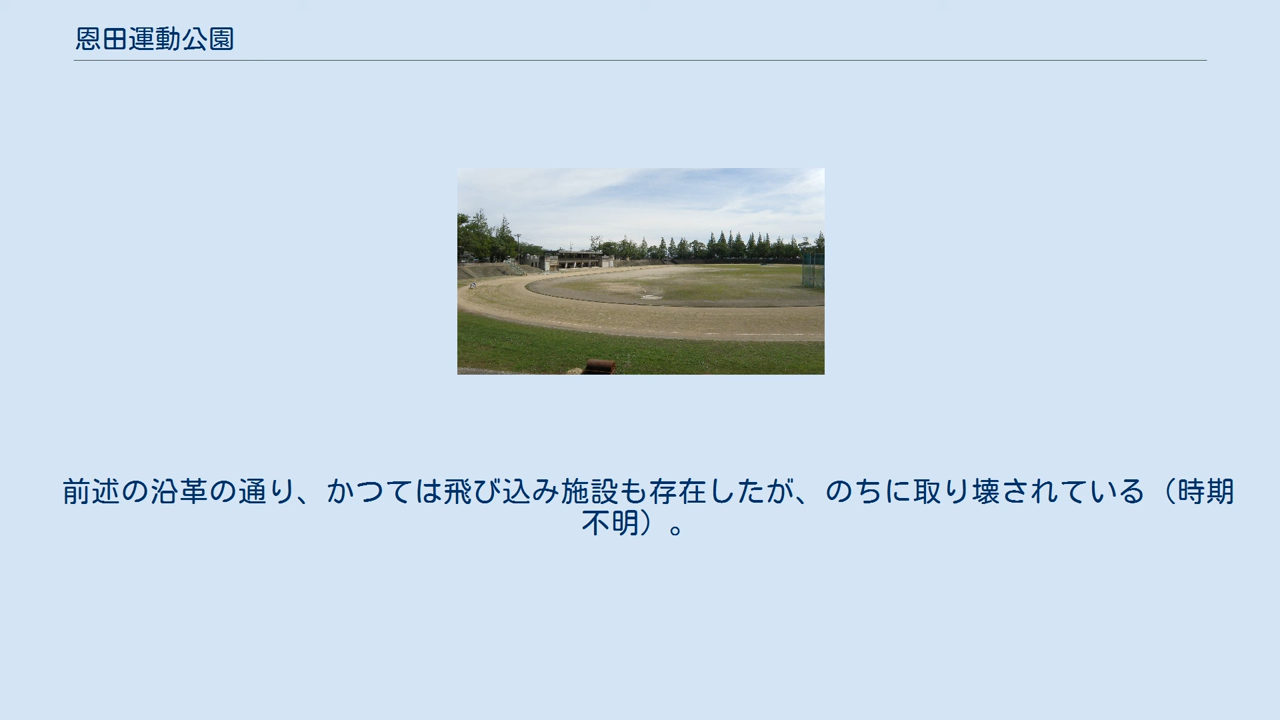 恩田運動公園
前述の沿革の通り、かつては飛び込み施設も存在したが、のちに取り壊されている（時期
不明）。